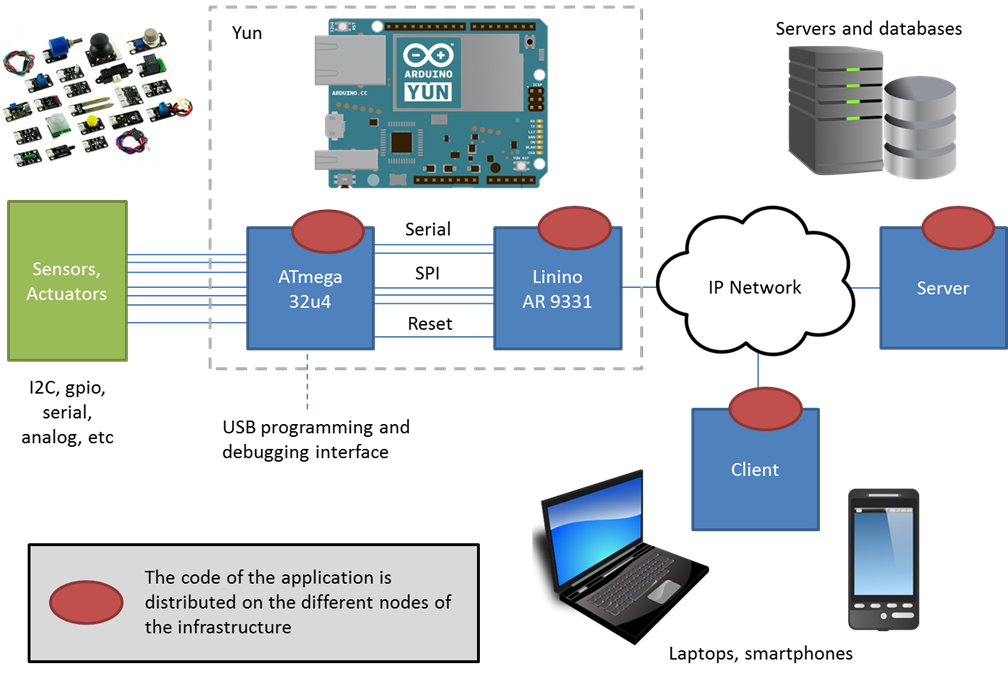 Yun
ARDUINO
YÚN
ARDUINO.CC
Servers and databases
Sensors,
Actuators
ATmega
32u4
Serial
SPI
Reset
Linino
AR 9331
IP Network
Server
I2C, gpio,
serial,
analog, etc
USB programming and
debugging interface
Client
The code of the application is
distributed on the different nodes of
the infrastructure
Laptops, smartphones